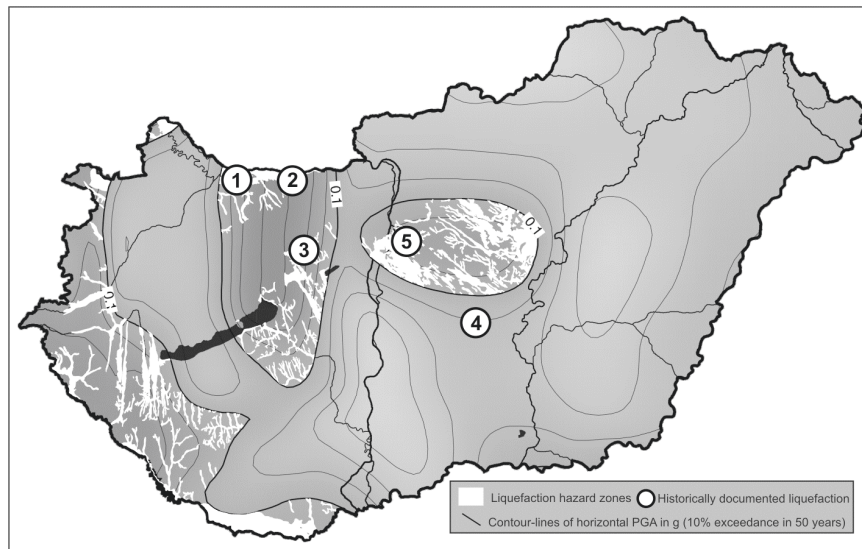 1
2
0.1
3
5
0.1
0.1
4
Liquefaction hazard zones
Historically documented liquefaction
Contour-lines of horizontal PGA in g (10% exceedance in 50 years)